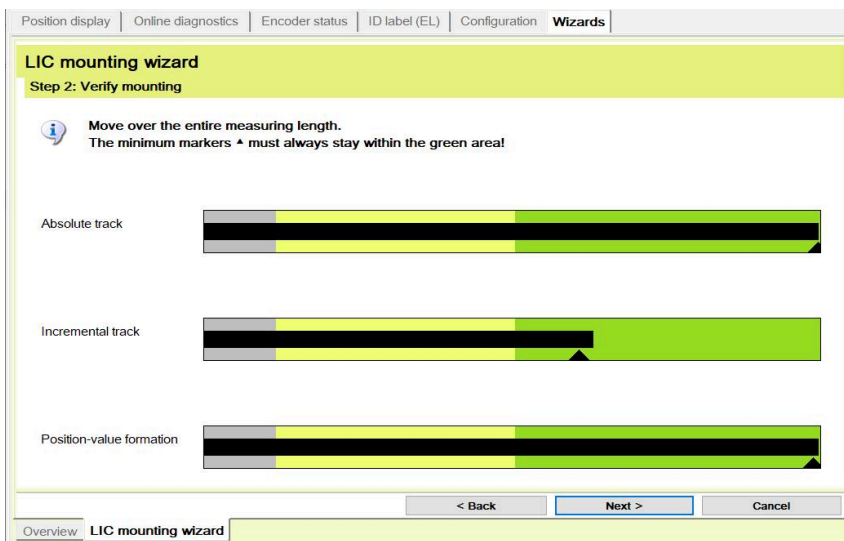 Position display Online diagnostics Encoder status ID label (EL) Configuration Wizards
LIC mounting wizard
Step 2: Verify mounting
Move over the entire measuring length.
The minimum markers ▲ must always stay within the green area!
Absolute track
Incremental track
Position-value formation
< Back Next > Cancel
Overview LIC mounting wizard